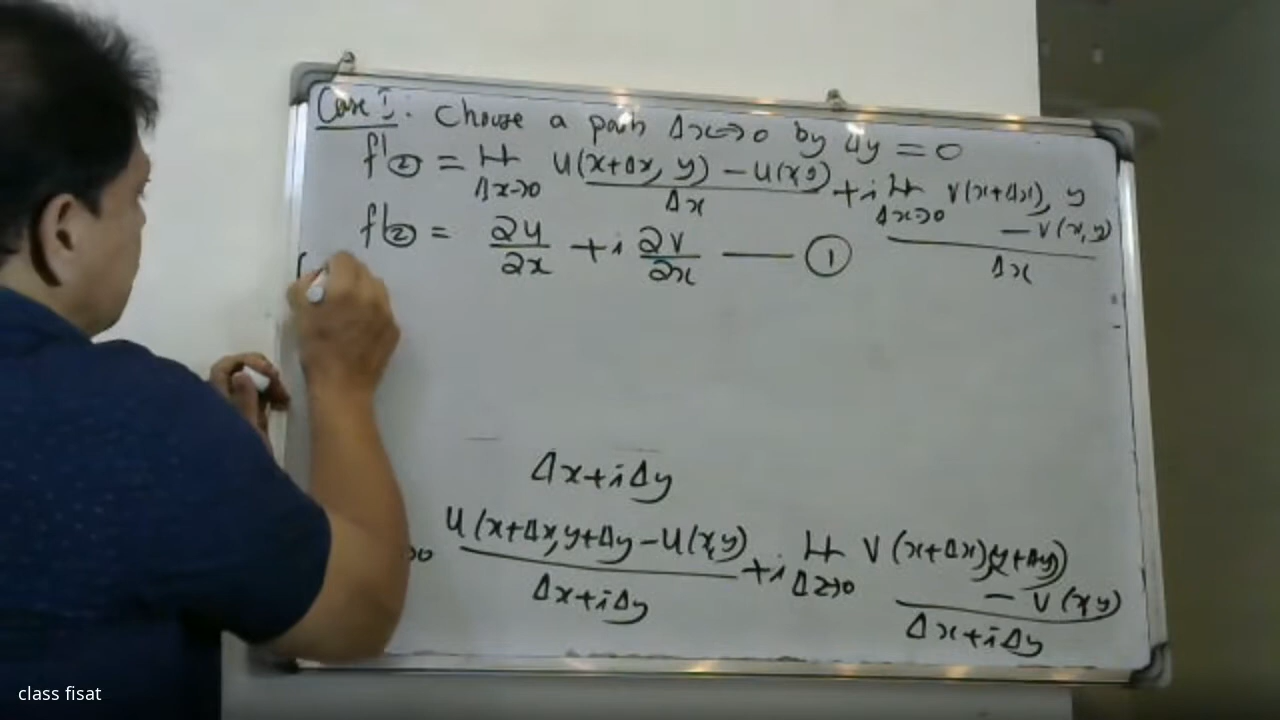 Case I: Choose a path Δx→0 by Δy = 0
f'(z) = Lt Δx→0 U(x+Δx, y) – U(x,y) / Δx + i Lt Δx→0 V(x+Δx), y – V(x,y) / Δx
f'(z) = ∂U/∂x + i ∂V/∂x —— ①
Δx+iΔy
→0 U(x+Δx,y+Δy – U(x,y) / Δx+iΔy + i Lt Δz→0 V(x+Δx)(y+Δy) – V(x,y) / Δx+iΔy
class fisat